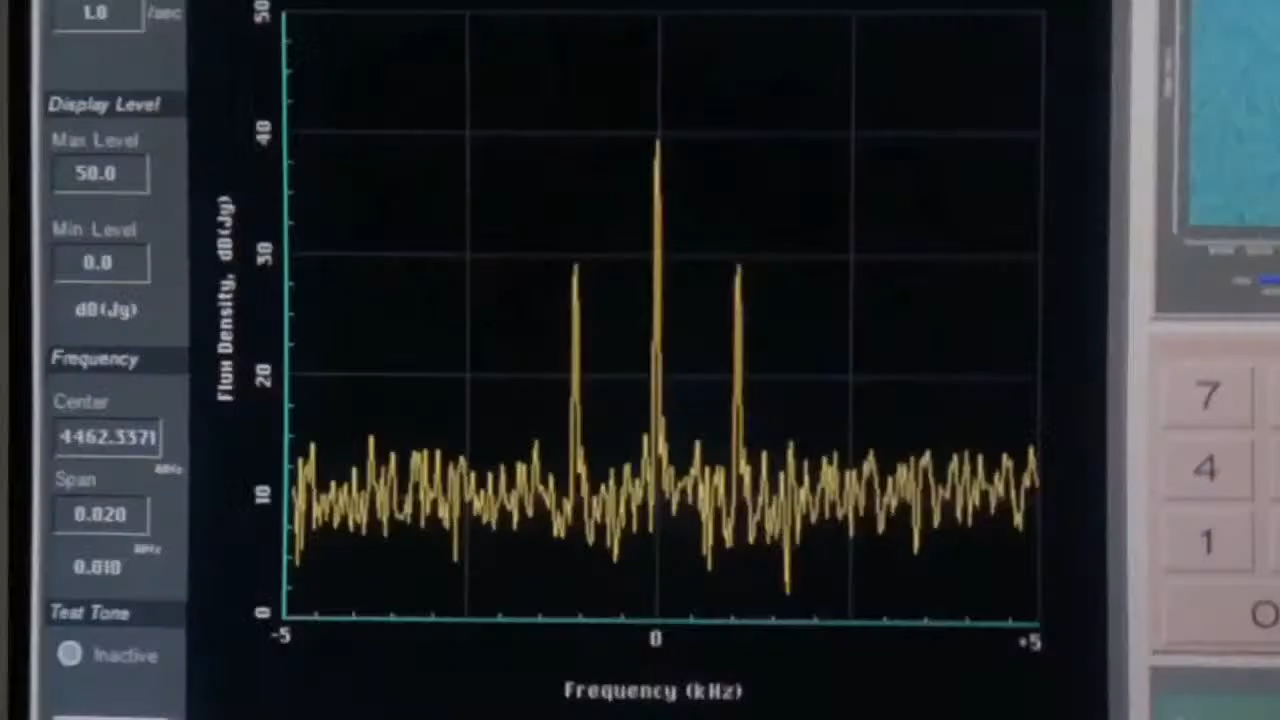 1.0 /sec
Display Level
Max Level
50.0
Min Level
0.0
dB(Jy)
Frequency
Center
4462.3371
MHz
Span
0.020
MHz
0.010
Test Tone
Inactive
Flux Density, dB(Jy)
50
40
30
20
10
0
-5 0 +5
Frequency (kHz)
7
4
1